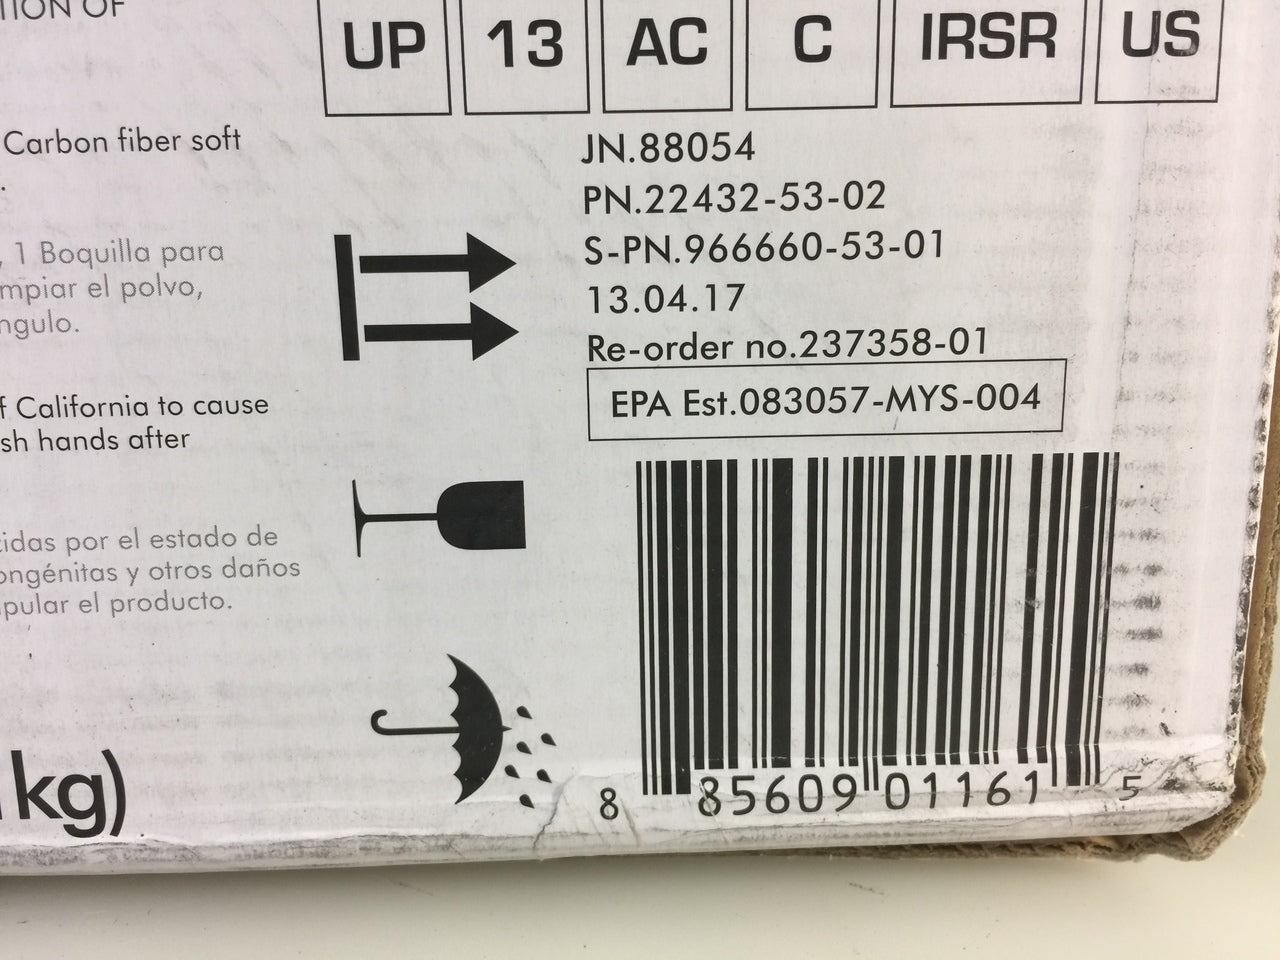 TION OF
UP 13 AC C IRSR US
Carbon fiber soft
.
, 1 Boquilla para
mpiar el polvo,
ngulo.
f California to cause
sh hands after
idas por el estado de
ongénitas y otros daños
pular el producto.
kg)
JN.88054
PN.22432-53-02
S-PN.966660-53-01
13.04.17
Re-order no.237358-01
EPA Est.083057-MYS-004
8 85609 01161 5